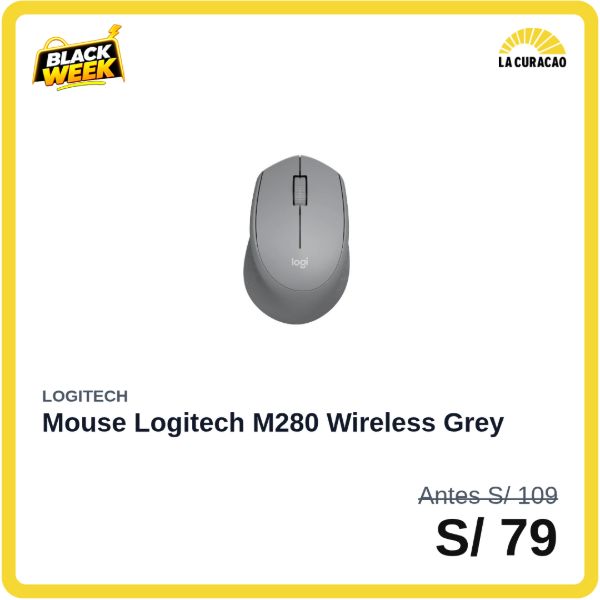 BLACK
WEEK
LA CURACAO
logi
LOGITECH
Mouse Logitech M280 Wireless Grey
Antes S/ 109
S/ 79